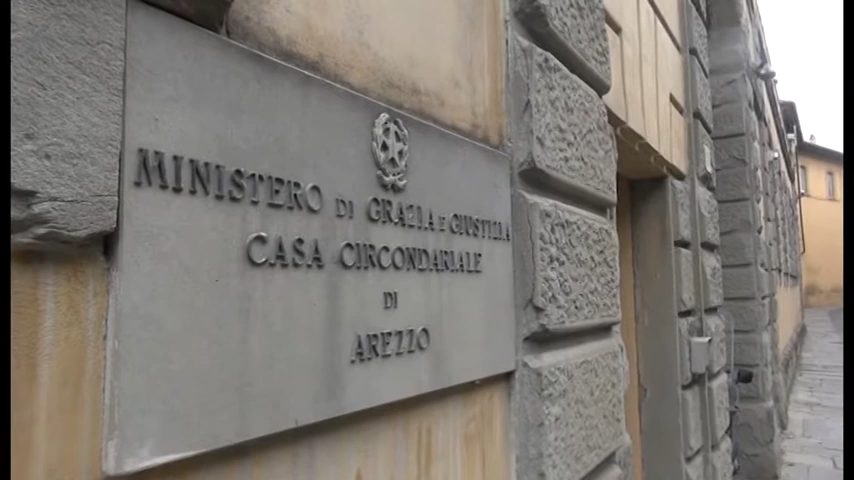 MINISTERO DI GRAZIA E GIUSTIZIA
CASA CIRCONDARIALE
DI
AREZZO